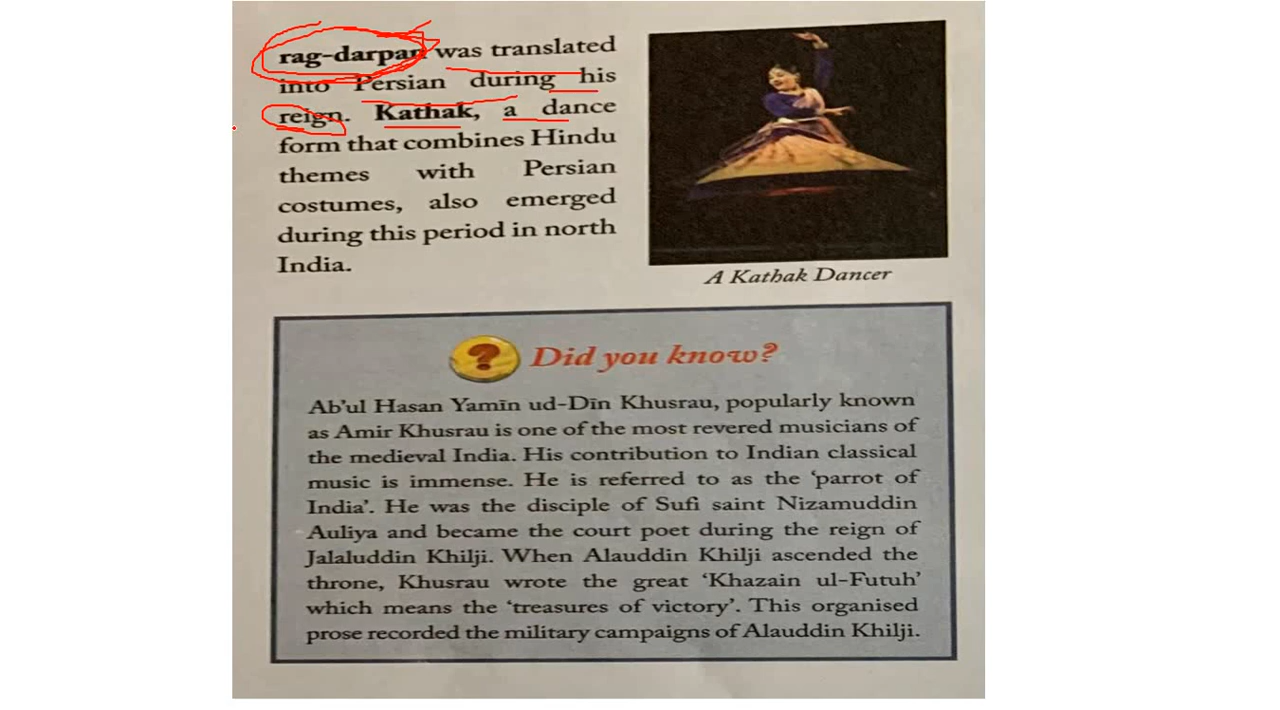 rag-darpan was translated
into Persian during his
reign. Kathak, a dance
form that combines Hindu
themes with Persian
costumes, also emerged
during this period in north
India.
A Kathak Dancer
? Did you know?
Ab'ul Hasan Yamīn ud-Dīn Khusrau, popularly known
as Amir Khusrau is one of the most revered musicians of
the medieval India. His contribution to Indian classical
music is immense. He is referred to as the 'parrot of
India'. He was the disciple of Sufi saint Nizamuddin
Auliya and became the court poet during the reign of
Jalaluddin Khilji. When Alauddin Khilji ascended the
throne, Khusrau wrote the great 'Khazain ul-Futuh'
which means the 'treasures of victory'. This organised
prose recorded the military campaigns of Alauddin Khilji.